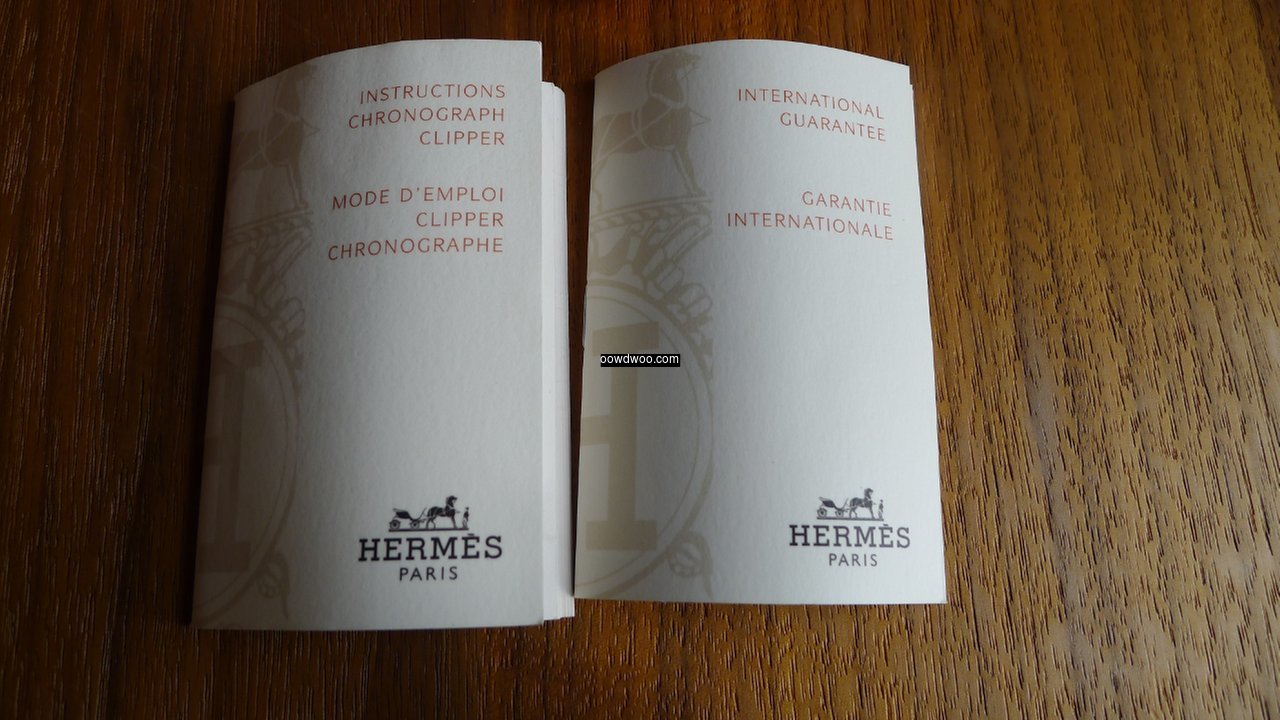 INSTRUCTIONS
CHRONOGRAPH
CLIPPER
MODE D'EMPLOI
CLIPPER
CHRONOGRAPHE
HERMÈS
PARIS
INTERNATIONAL
GUARANTEE
GARANTIE
INTERNATIONALE
oowdwoo.com
H
HERMÈS
PARIS